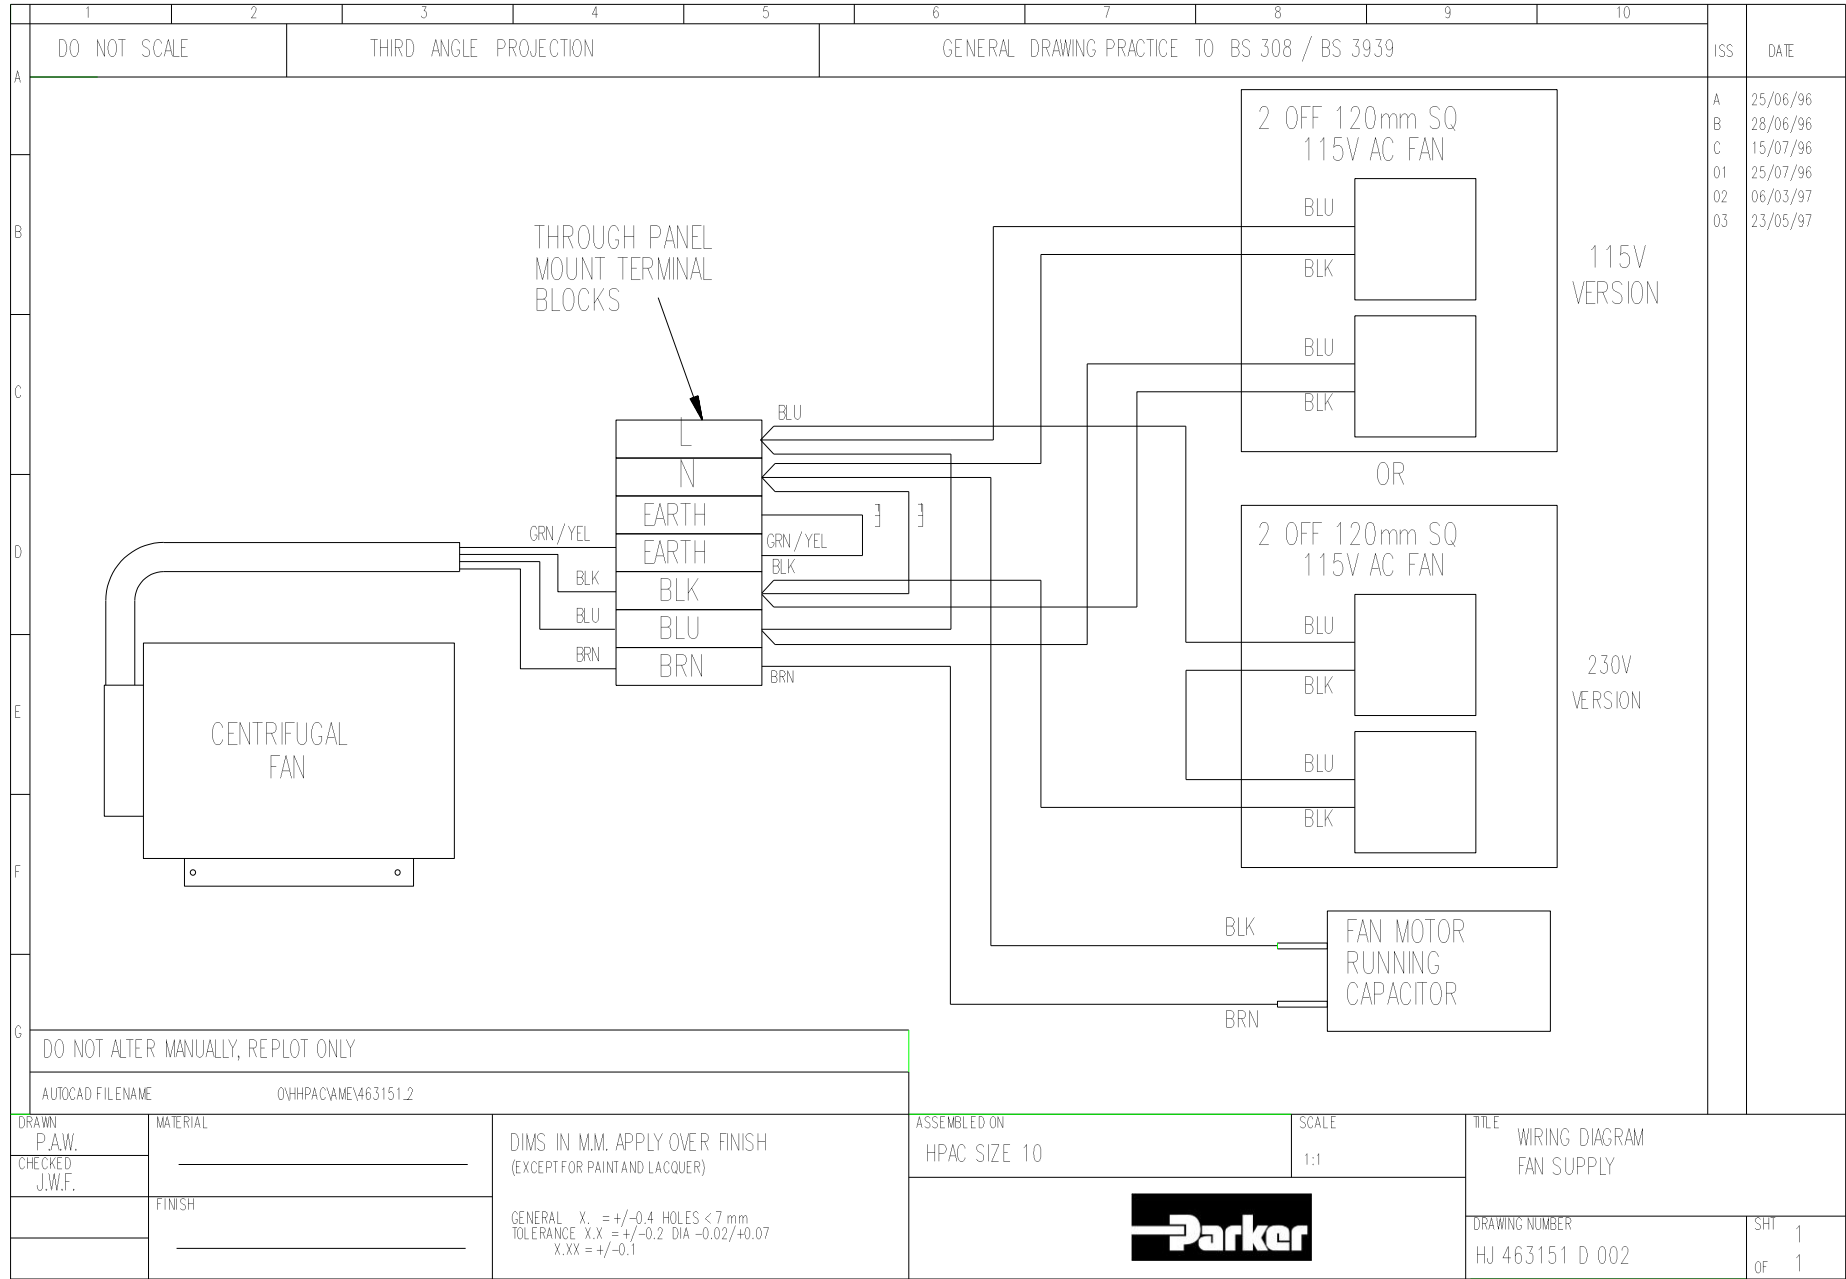 1 2 3 4 5 6 7 8 9 10
DO NOT SCALE
THIRD ANGLE PROJECTION
GENERAL DRAWING PRACTICE TO BS 308 / BS 3939
ISS DATE
A 25/06/96
B 28/06/96
C 15/07/96
01 25/07/96
02 06/03/97
03 23/05/97
A
B
C
D
E
F
G
2 OFF 120mm SQ
115V AC FAN
BLU
BLK
BLU
BLK
115V
VERSION
OR
THROUGH PANEL
MOUNT TERMINAL
BLOCKS
BLU
L
N
EARTH
EARTH
BLK
BLU
BRN
GRN/YEL
BLK
BLU
BRN
GRN/YEL
BLK
BRN
2 OFF 120mm SQ
115V AC FAN
BLU
BLK
BLU
BLK
230V
VERSION
CENTRIFUGAL
FAN
BLK
BRN
FAN MOTOR
RUNNING
CAPACITOR
DO NOT ALTER MANUALLY, REPLOT ONLY
AUTOCAD FILENAME O\HHPAC\AME\463151_2
DRAWN
P.A.W.
CHECKED
J.W.F.
MATERIAL
FINISH
DIMS IN M.M. APPLY OVER FINISH
(EXCEPT FOR PAINT AND LACQUER)
GENERAL X. = +/-0.4 HOLES < 7 mm
TOLERANCE X.X = +/-0.2 DIA -0.02/+0.07
X.XX = +/-0.1
ASSEMBLED ON
HPAC SIZE 10
SCALE
1:1
Parker
TITLE
WIRING DIAGRAM
FAN SUPPLY
DRAWING NUMBER
HJ 463151 D 002
SHT 1
OF 1